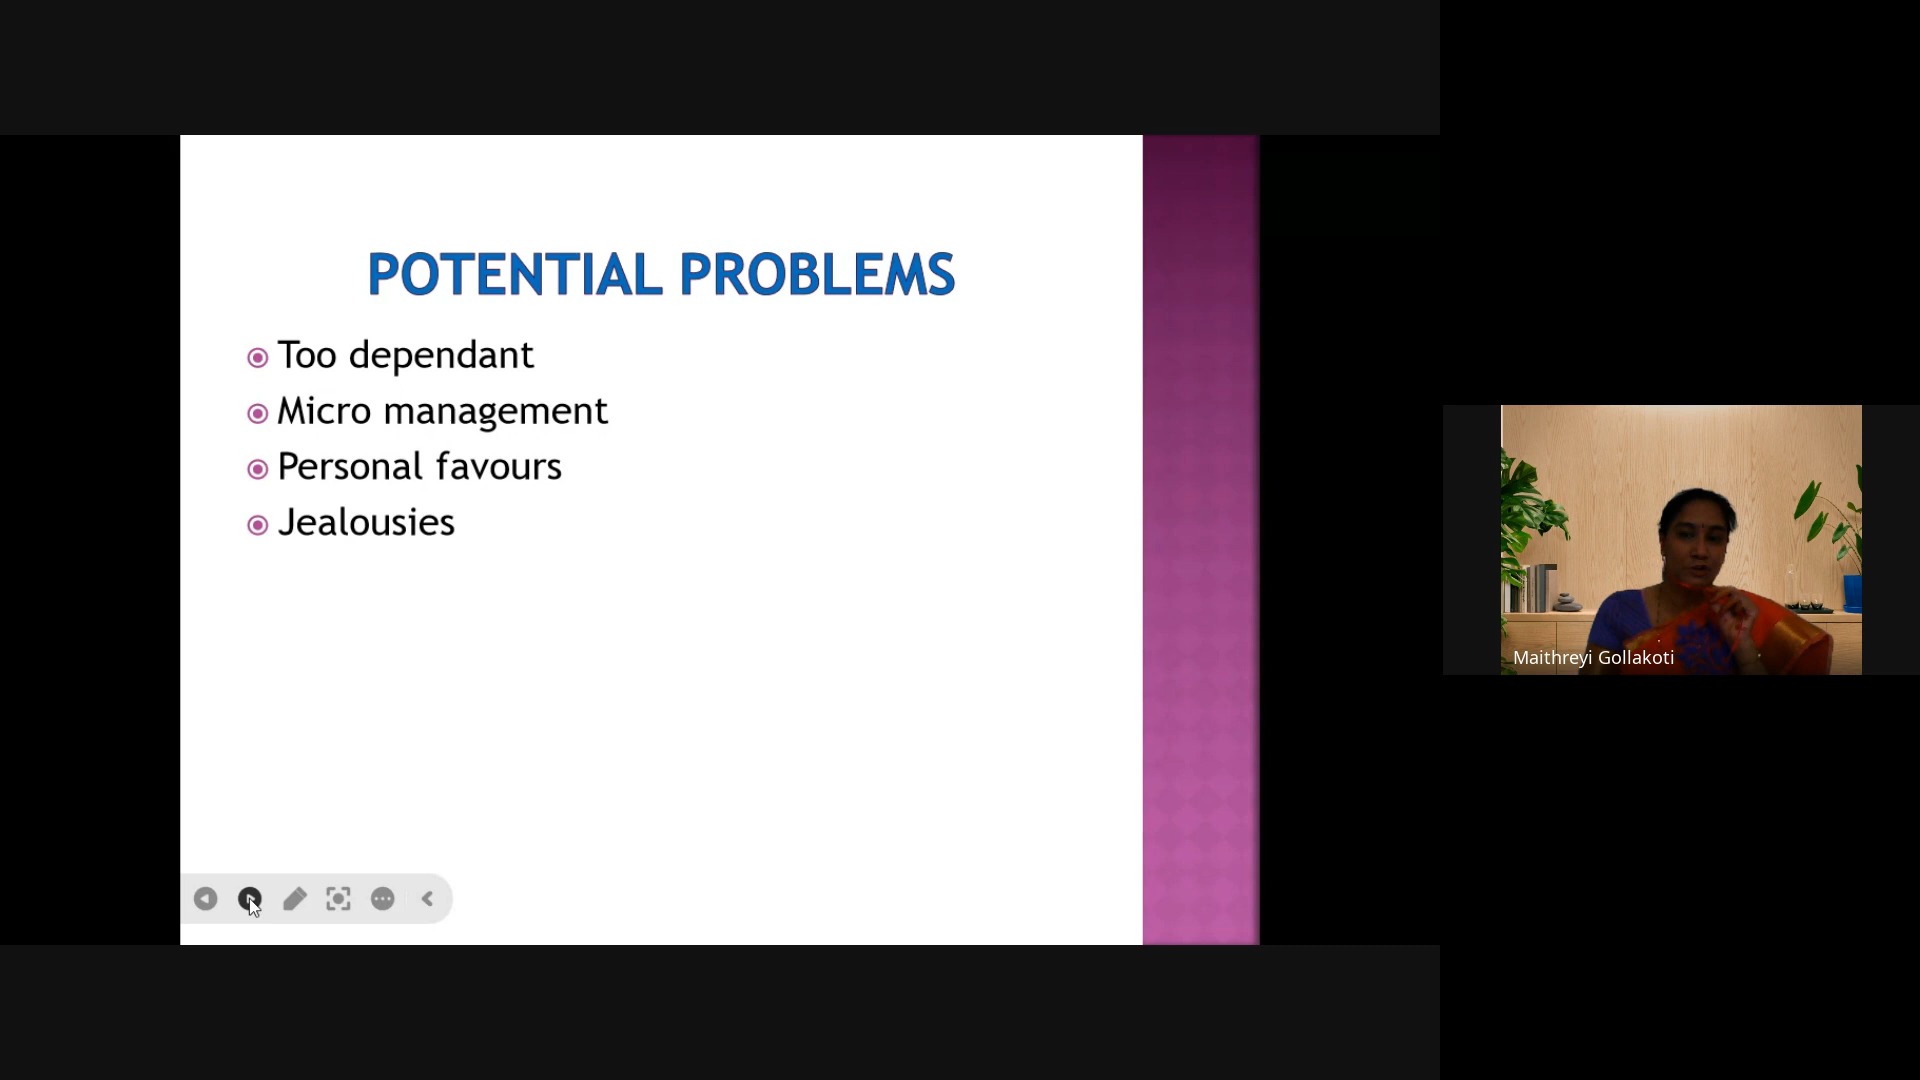 POTENTIAL PROBLEMS
Too dependant
Micro management
Personal favours
Jealousies
Maithreyi Gollakoti